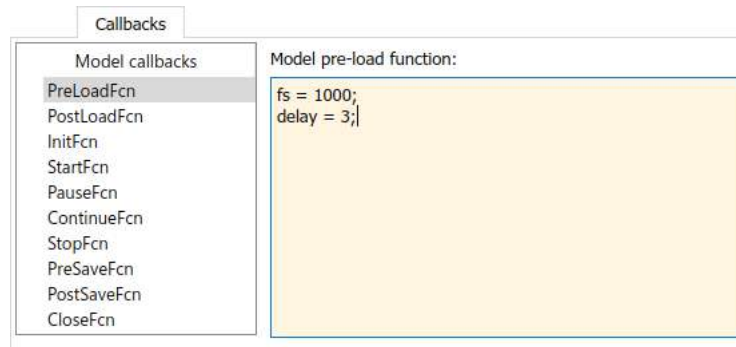 Callbacks
Model callbacks
PreLoadFcn
PostLoadFcn
InitFcn
StartFcn
PauseFcn
ContinueFcn
StopFcn
PreSaveFcn
PostSaveFcn
CloseFcn
Model pre-load function:
fs = 1000;
delay = 3;